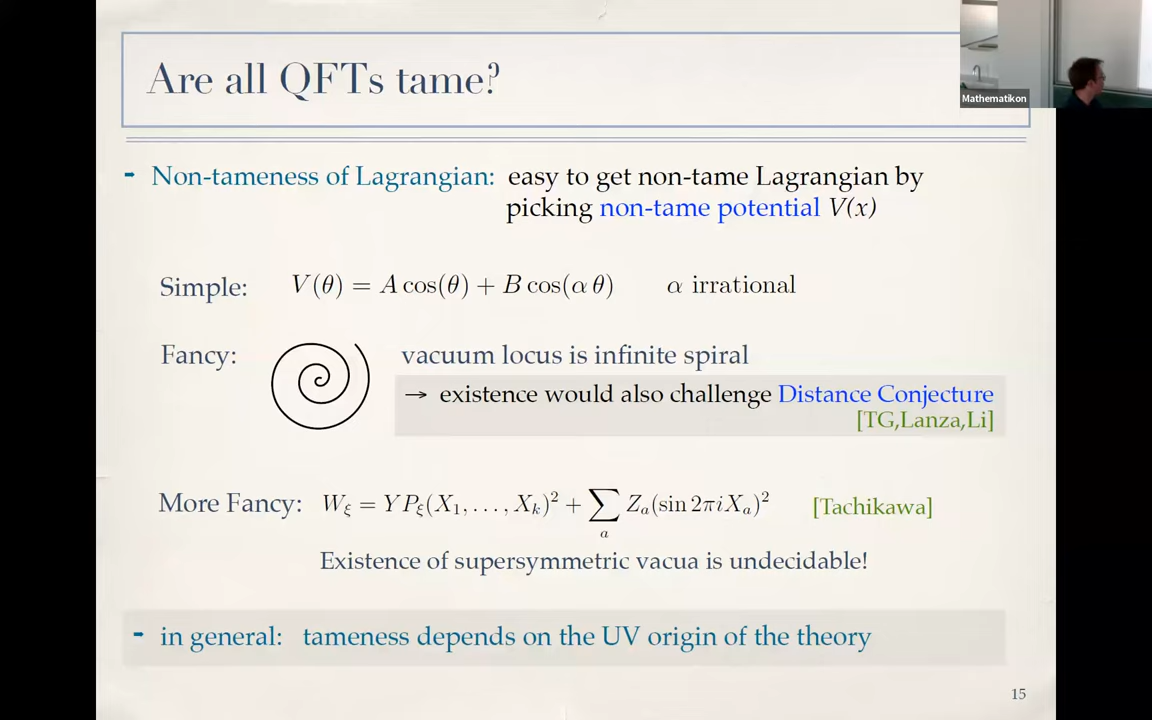 Are all QFTs tame?
Mathematikon
➡ Non-tameness of Lagrangian: easy to get non-tame Lagrangian by
picking non-tame potential V(x)
Simple: V(θ) = A cos(θ) + B cos(α θ) α irrational
Fancy: vacuum locus is infinite spiral
→ existence would also challenge Distance Conjecture
[TG,Lanza,Li]
More Fancy: W_ξ = Y P_ξ(X_1, . . . , X_k)^2 + ∑_a Z_a(sin 2πiX_a)^2 [Tachikawa]
Existence of supersymmetric vacua is undecidable!
➡ in general: tameness depends on the UV origin of the theory
15